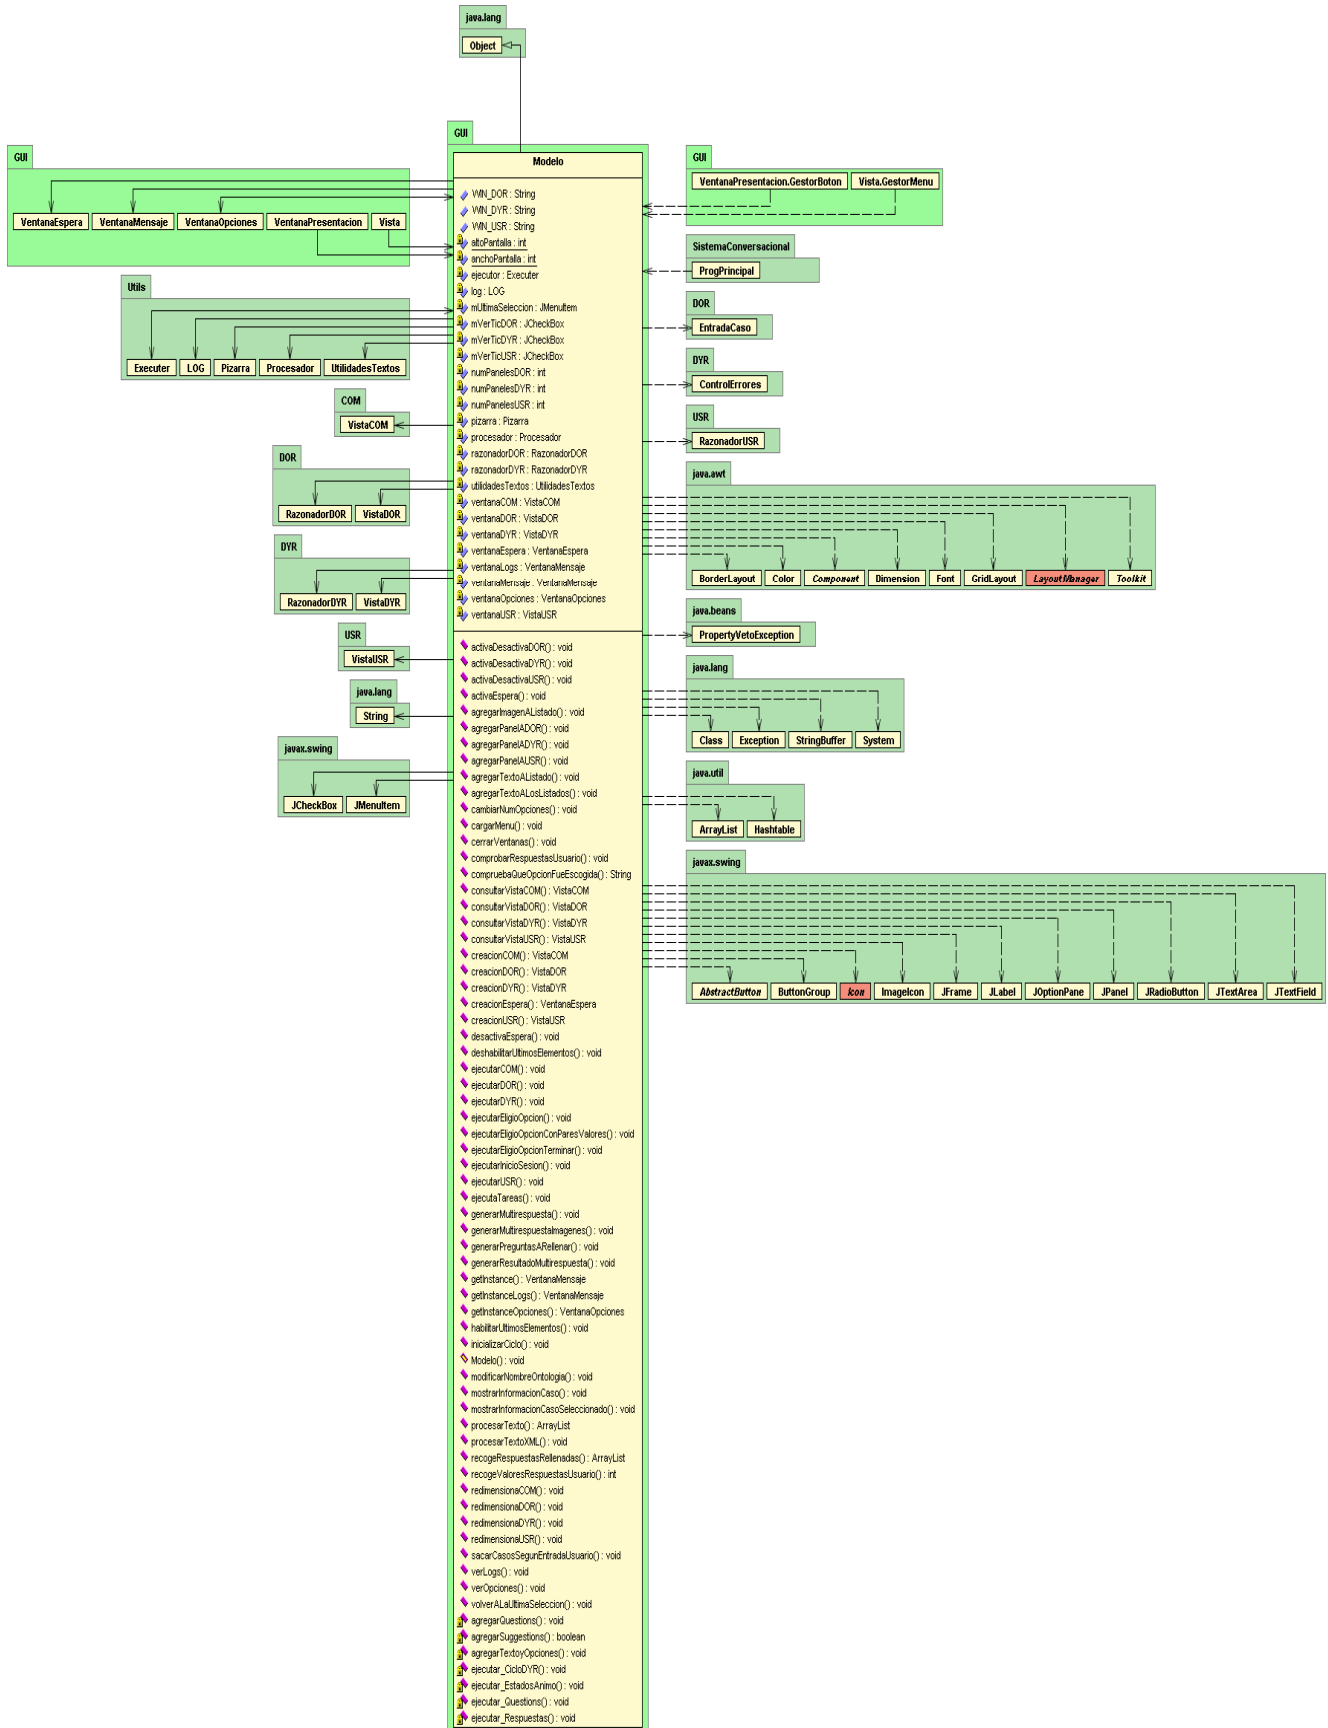 java.lang
Object
GUI
Modelo
WIN_DOR : String
WIN_DYR : String
WIN_USR : String
altoPantalla : int
anchoPantalla : int
ejecutor : Executer
log : LOG
mUltimaSeleccion : JMenuItem
mVerTicDOR : JCheckBox
mVerTicDYR : JCheckBox
mVerTicUSR : JCheckBox
numPanelesDOR : int
numPanelesDYR : int
numPanelesUSR : int
pizarra : Pizarra
procesador : Procesador
razonadorDOR : RazonadorDOR
razonadorDYR : RazonadorDYR
utilidadesTextos : UtilidadesTextos
ventanaCOM : VistaCOM
ventanaDOR : VistaDOR
ventanaDYR : VistaDYR
ventanaEspera : VentanaEspera
ventanaLogs : VentanaMensaje
ventanaMensaje : VentanaMensaje
ventanaOpciones : VentanaOpciones
ventanaUSR : VistaUSR
activaDesactivaDOR() : void
activaDesactivaDYR() : void
activaDesactivaUSR() : void
activaEspera() : void
agregarImagenAListado() : void
agregarPanelADOR() : void
agregarPanelADYR() : void
agregarPanelAUSR() : void
agregarTextoAListado() : void
agregarTextoALosListados() : void
cambiarNumOpciones() : void
cargarMenu() : void
cerrarVentanas() : void
comprobarRespuestasUsuario() : void
compruebaQueOpcionFueEscogida() : String
consultarVistaCOM() : VistaCOM
consultarVistaDOR() : VistaDOR
consultarVistaDYR() : VistaDYR
consultarVistaUSR() : VistaUSR
creacionCOM() : VistaCOM
creacionDOR() : VistaDOR
creacionDYR() : VistaDYR
creacionEspera() : VentanaEspera
creacionUSR() : VistaUSR
desactivaEspera() : void
deshabilitarUltimosElementos() : void
ejecutarCOM() : void
ejecutarDOR() : void
ejecutarDYR() : void
ejecutarEligioOpcion() : void
ejecutarEligioOpcionConParesValores() : void
ejecutarEligioOpcionTerminar() : void
ejecutarInicioSesion() : void
ejecutarUSR() : void
ejecutaTareas() : void
generarMultirespuesta() : void
generarMultirespuestaImagenes() : void
generarPreguntasARellenar() : void
generarResultadoMultirespuesta() : void
getInstance() : VentanaMensaje
getInstanceLogs() : VentanaMensaje
getInstanceOpciones() : VentanaOpciones
habilitarUltimosElementos() : void
inicializarCiclo() : void
Modelo() : void
modificarNombreOntologia() : void
mostrarInformacionCaso() : void
mostrarInformacionCasoSeleccionado() : void
procesarTexto() : ArrayList
procesarTextoXML() : void
recogeRespuestasRellenadas() : ArrayList
recogeValoresRespuestasUsuario() : int
redimensionaCOM() : void
redimensionaDOR() : void
redimensionaDYR() : void
redimensionaUSR() : void
sacarCasosSegunEntradaUsuario() : void
verLogs() : void
verOpciones() : void
volverALaUltimaSeleccion() : void
agregarQuestions() : void
agregarSuggestions() : boolean
agregarTextoyOpciones() : void
ejecutar_CicloDYR() : void
ejecutar_EstadosAnimo() : void
ejecutar_Questions() : void
ejecutar_Respuestas() : void
GUI
VentanaEspera VentanaMensaje VentanaOpciones VentanaPresentacion Vista
Utils
Executer LOG Pizarra Procesador UtilidadesTextos
COM
VistaCOM
DOR
RazonadorDOR VistaDOR
DYR
RazonadorDYR VistaDYR
USR
VistaUSR
java.lang
String
javax.swing
JCheckBox JMenuItem
GUI
VentanaPresentacion.GestorBoton Vista.GestorMenu
SistemaConversacional
ProgPrincipal
DOR
EntradaCaso
DYR
ControlErrores
USR
RazonadorUSR
java.awt
BorderLayout Color Component Dimension Font GridLayout LayoutManager Toolkit
java.beans
PropertyVetoException
java.lang
Class Exception StringBuffer System
java.util
ArrayList Hashtable
javax.swing
AbstractButton ButtonGroup Icon ImageIcon JFrame JLabel JOptionPane JPanel JRadioButton JTextArea JTextField